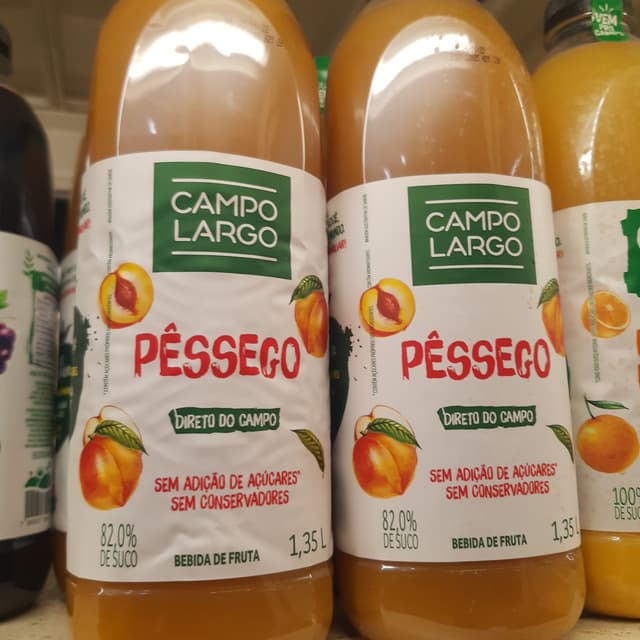 CAMPO
LARGO
PÊSSEGO
DIRETO DO CAMPO
SEM ADIÇÃO DE AÇÚCARES*
SEM CONSERVADORES
82,0%
DE SUCO
BEBIDA DE FRUTA
1,35 L
CAMPO
LARGO
PÊSSEGO
DIRETO DO CAMPO
SEM ADIÇÃO DE AÇÚCARES*
SEM CONSERVADORES
82,0%
DE SUCO
BEBIDA DE FRUTA
1,35 L
VEM
100%